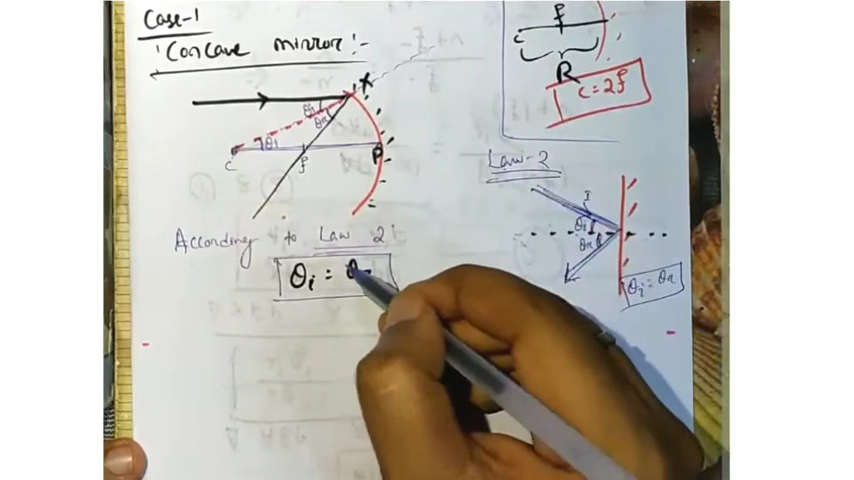 Case-1
'Concave mirror':-
X
θi
θr
θi
C
f
P
According to Law 2
θi = θr
f
C
R
C = 2f
Law-2
I
θi
θr
θi = θr